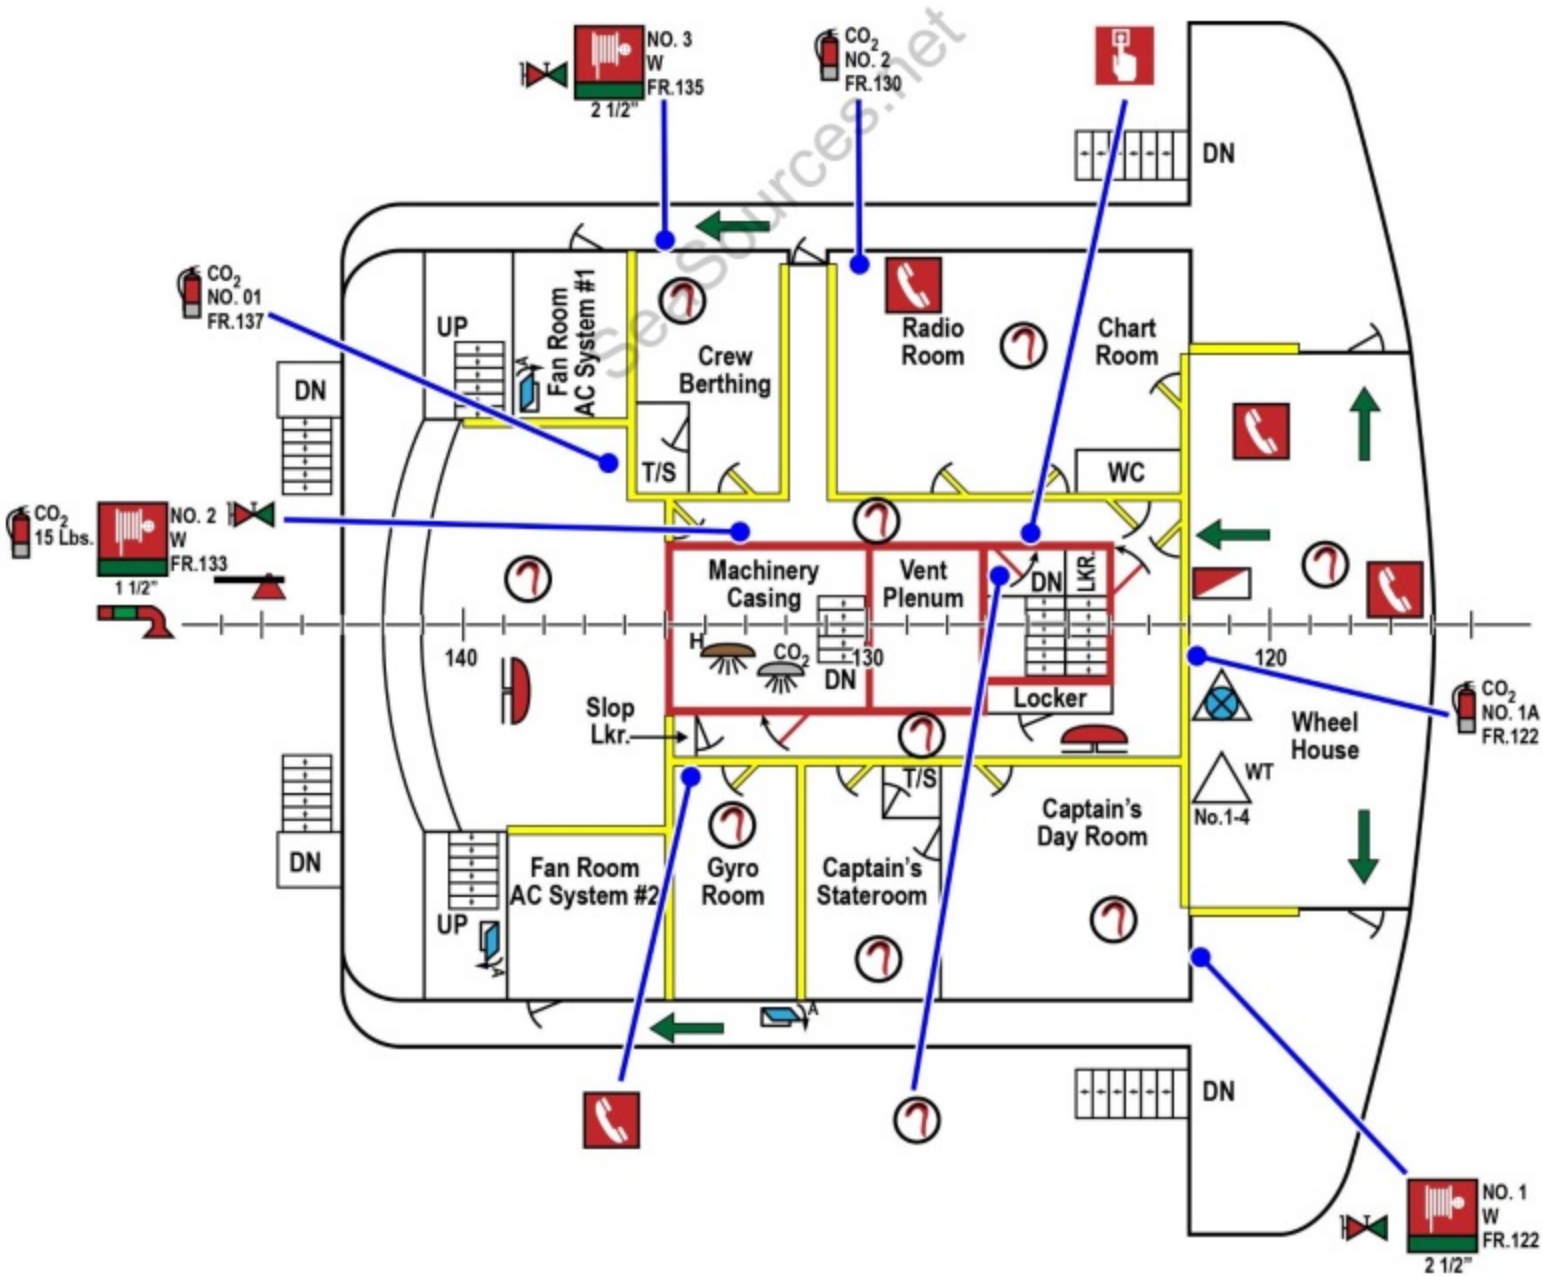 NO. 3
W
FR.135
2 1/2"
CO2
NO. 2
FR.130
SeaSources.net
DN
CO2
NO. 01
FR.137
UP
Fan Room
AC System #1
A
Crew
Berthing
Radio
Room
Chart
Room
DN
T/S
WC
CO2
15 Lbs.
NO. 2
W
FR.133
1 1/2"
Machinery
Casing
Vent
Plenum
DN
LKR.
H
CO2
DN
140
130
120
Locker
Slop
Lkr.
CO2
NO. 1A
FR.122
Wheel
House
WT
No.1-4
T/S
Captain's
Day Room
DN
Fan Room
AC System #2
Gyro
Room
Captain's
Stateroom
UP
A
A
DN
NO. 1
W
FR.122
2 1/2"